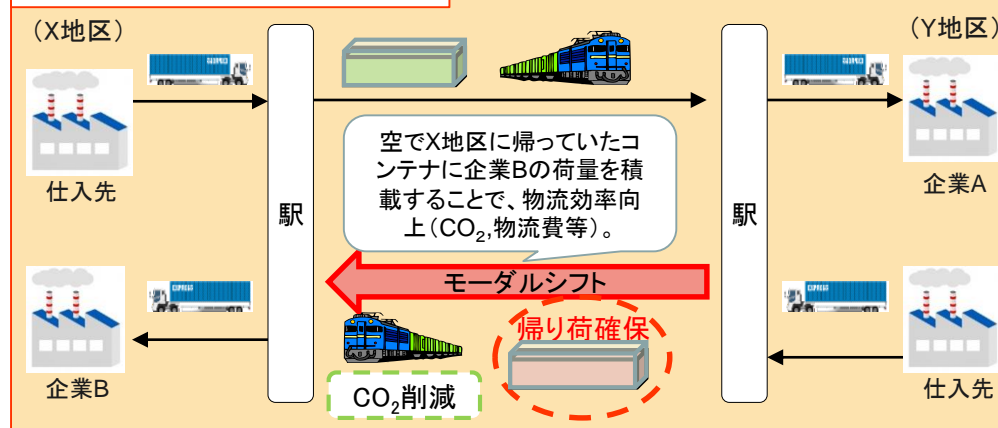 （X地区）
（Y地区）
仕入先
企業A
駅
駅
空でX地区に帰っていたコ
ンテナに企業Bの荷量を積
載することで、物流効率向
上（CO₂,物流費等）。
モーダルシフト
帰り荷確保
EXPRESS
企業B
CO₂削減
仕入先
EXPRESS